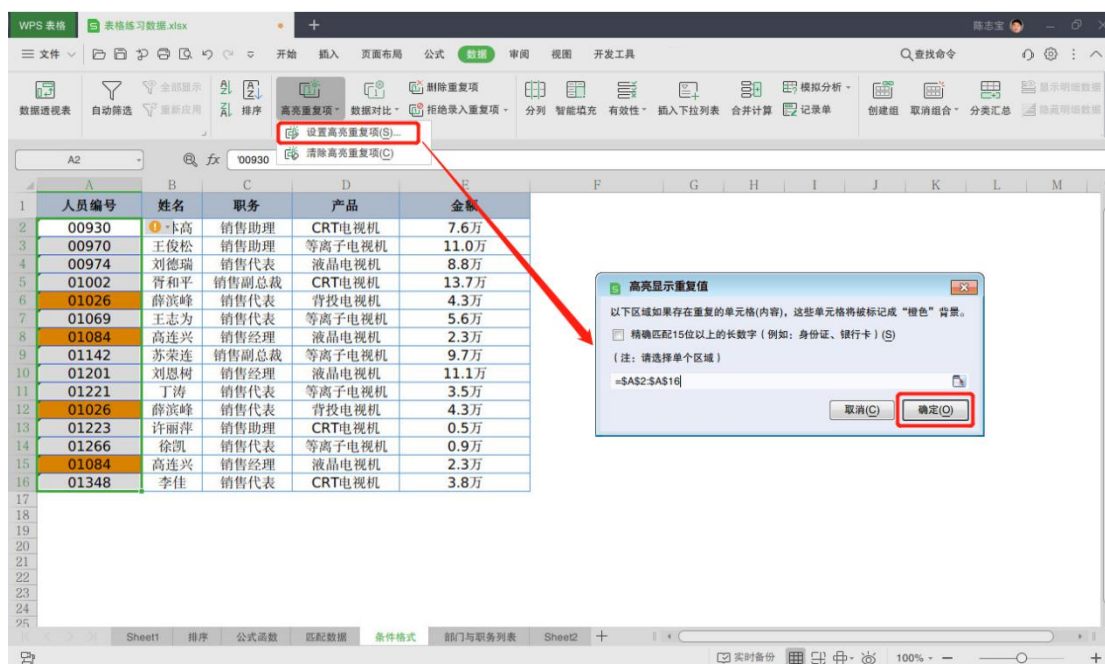 WPS 表格 表格练习数据.xlsx + 陈志宝
文件 开始 插入 页面布局 公式 数据 审阅 视图 开发工具 查找命令
全部显示 删除重复项 模拟分析 显示明细数据
数据透视表 自动筛选 重新应用 排序 高亮重复项 数据对比 拒绝录入重复项 分列 智能填充 有效性 插入下拉列表 合并计算 记录单 创建组 取消组合 分类汇总 隐藏明细数据
设置高亮重复项(S)...
清除高亮重复项(C)
A2 fx '00930
A B C D E F G H I J K L M
1 人员编号 姓名 职务 产品 金额
2 00930 高 销售助理 CRT电视机 7.6万
3 00970 王俊松 销售助理 等离子电视机 11.0万
4 00974 刘德瑞 销售代表 液晶电视机 8.8万
5 01002 胥和平 销售副总裁 CRT电视机 13.7万
6 01026 薛滨峰 销售代表 背投电视机 4.3万
7 01069 王志为 销售代表 等离子电视机 5.6万
8 01084 高连兴 销售经理 液晶电视机 2.3万
9 01142 苏荣连 销售副总裁 等离子电视机 9.7万
10 01201 刘恩树 销售经理 液晶电视机 11.1万
11 01221 丁涛 销售代表 等离子电视机 3.5万
12 01026 薛滨峰 销售代表 背投电视机 4.3万
13 01223 许丽萍 销售助理 CRT电视机 0.5万
14 01266 徐凯 销售代表 等离子电视机 0.9万
15 01084 高连兴 销售经理 液晶电视机 2.3万
16 01348 李佳 销售代表 CRT电视机 3.8万
17
18
19
20
21
22
23
24
25
高亮显示重复值
以下区域如果存在重复的单元格(内容)，这些单元格将被标记成“橙色”背景。
精确匹配15位以上的长数字（例如：身份证、银行卡）(S)
（注：请选择单个区域）
=$A$2:$A$16
取消(C) 确定(O)
Sheet1 排序 公式函数 匹配数据 条件格式 部门与职务列表 Sheet2 +
实时备份 100% - +